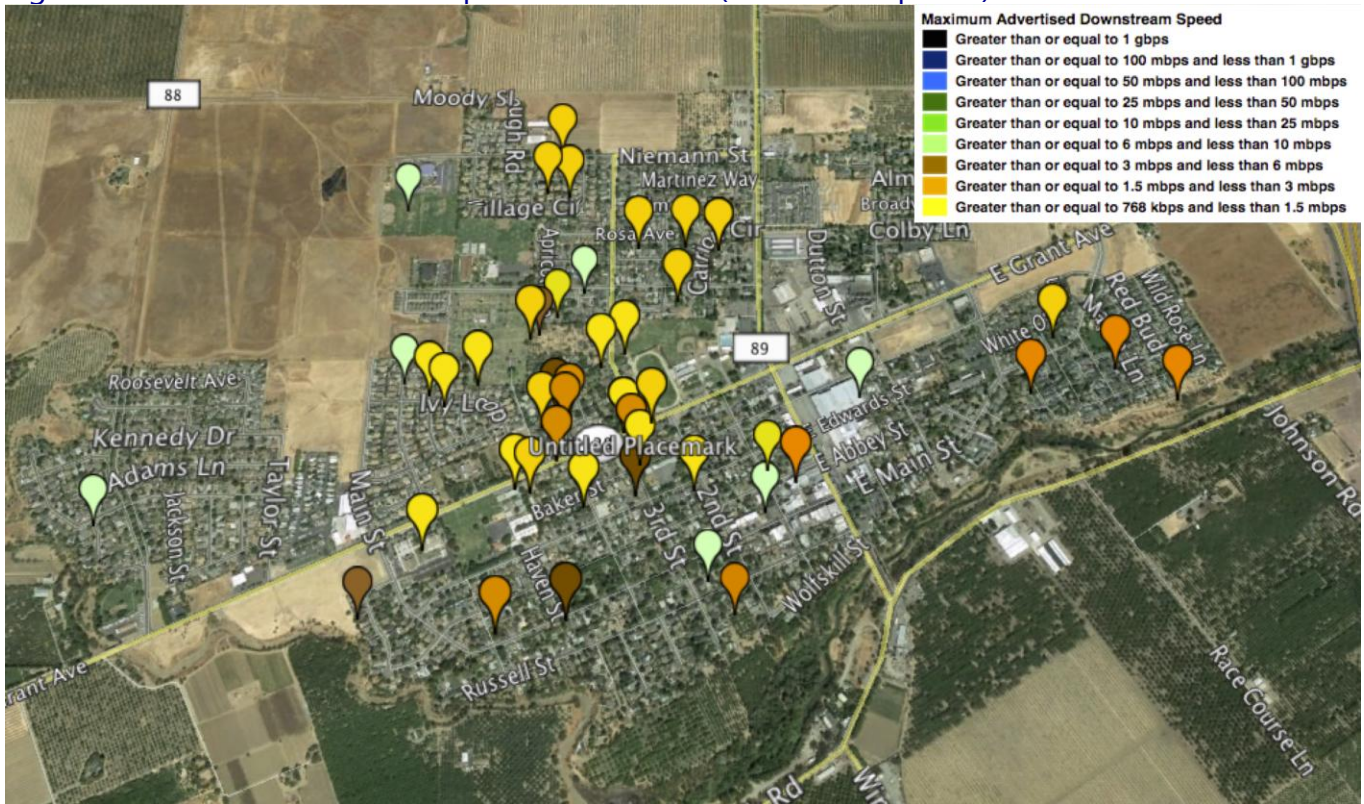 Maximum Advertised Downstream Speed
Greater than or equal to 1 gbps
Greater than or equal to 100 mbps and less than 1 gbps
Greater than or equal to 50 mbps and less than 100 mbps
Greater than or equal to 25 mbps and less than 50 mbps
Greater than or equal to 10 mbps and less than 25 mbps
Greater than or equal to 6 mbps and less than 10 mbps
Greater than or equal to 3 mbps and less than 6 mbps
Greater than or equal to 1.5 mbps and less than 3 mbps
Greater than or equal to 768 kbps and less than 1.5 mbps
88
Moody
Rd
Niemann St
Martinez Way
Rosa Ave
Cir
Colby Ln
Dutton St
E Grant Ave
Wild Rose Ln
Red Bud
Ln
89
Roosevelt Ave
Kennedy Dr
Adams Ln
Jackson St
Taylor St
Main St
Untitled Placemark
Baker St
Haven St
3rd St
2nd St
Edwards St
E Abbey St
E Main St
Wolfskill St
Russell St
Johnson Rd
Race Course Ln
Rd